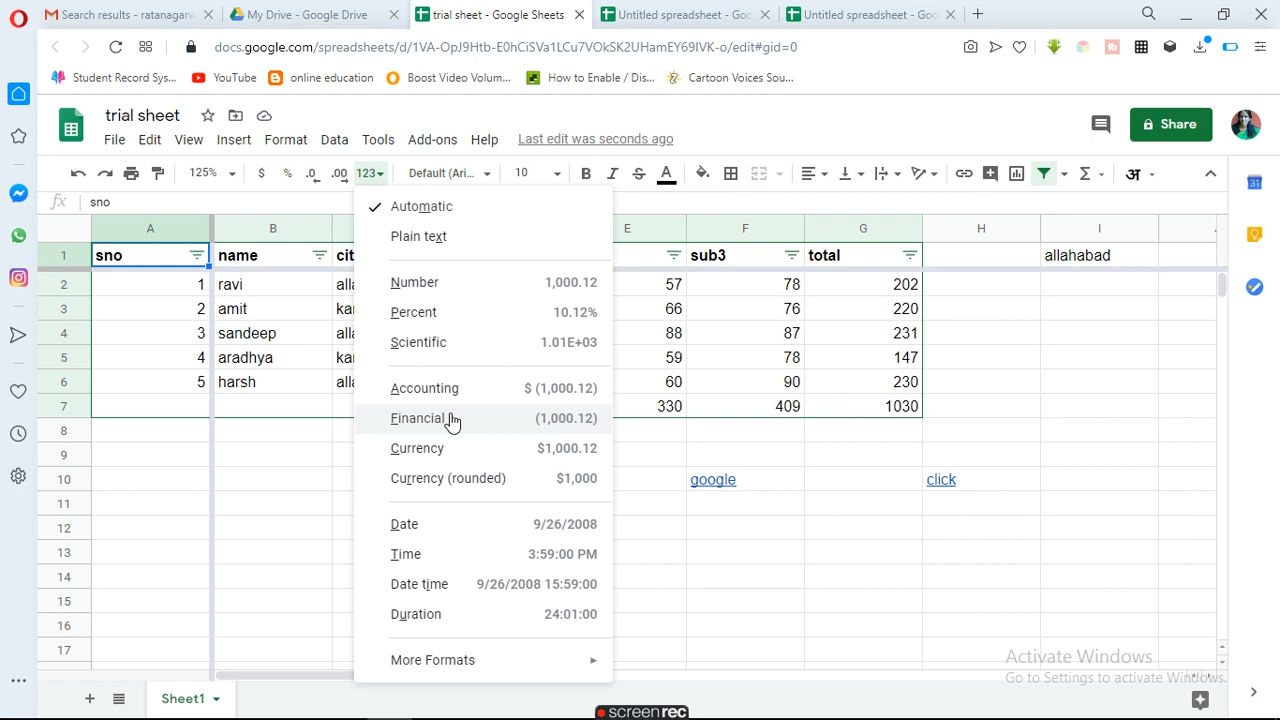 Search results - ratanagarw
My Drive - Google Drive
trial sheet - Google Sheets
Untitled spreadsheet - Goo
Untitled spreadsheet - Goo
docs.google.com/spreadsheets/d/1VA-OpJ9Htb-E0hCiSVa1LCu7VOkSK2UHamEY69IVK-o/edit#gid=0
Student Record Sys... YouTube online education Boost Video Volum... How to Enable / Dis... Cartoon Voices Sou...
trial sheet
File Edit View Insert Format Data Tools Add-ons Help Last edit was seconds ago
Share
125% $ % .0 .00 123 Default (Ari... 10 B I S A Σ अ
fx sno
A B E F G H I
1 sno name cit sub3 total allahabad
2 1 ravi alla 57 78 202
3 2 amit kar 66 76 220
4 3 sandeep alla 88 87 231
5 4 aradhya kar 59 78 147
6 5 harsh alla 60 90 230
7 330 409 1030
8
9
10 google click
11
12
13
14
15
16
17
Automatic
Plain text
Number 1,000.12
Percent 10.12%
Scientific 1.01E+03
Accounting $ (1,000.12)
Financial (1,000.12)
Currency $1,000.12
Currency (rounded) $1,000
Date 9/26/2008
Time 3:59:00 PM
Date time 9/26/2008 15:59:00
Duration 24:01:00
More Formats
Activate Windows
Go to Settings to activate Windows.
Sheet1
screenrec